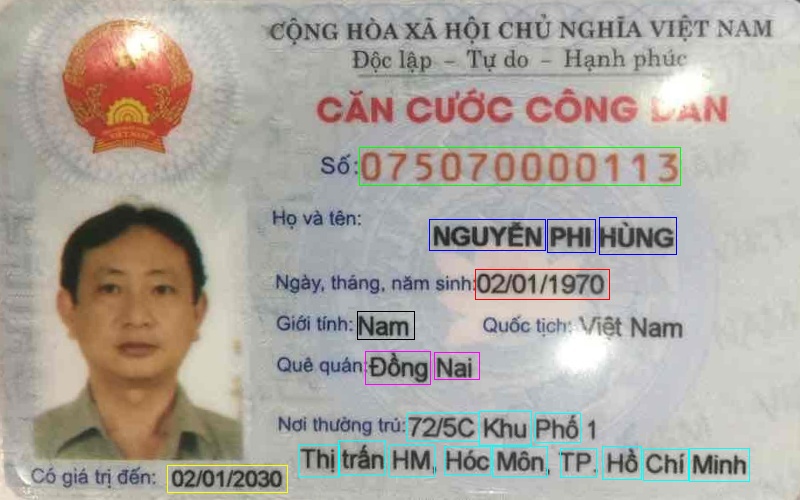 CỘNG HÒA XÃ HỘI CHỦ NGHĨA VIỆT NAM
Độc lập - Tự do - Hạnh phúc
CĂN CƯỚC CÔNG DÂN
Số: 075070000113
Họ và tên:
NGUYỄN PHI HÙNG
Ngày, tháng, năm sinh: 02/01/1970
Giới tính: Nam Quốc tịch: Việt Nam
Quê quán: Đồng Nai
Nơi thường trú: 72/5C Khu Phố 1
Thị trấn HM, Hóc Môn, TP. Hồ Chí Minh
Có giá trị đến: 02/01/2030